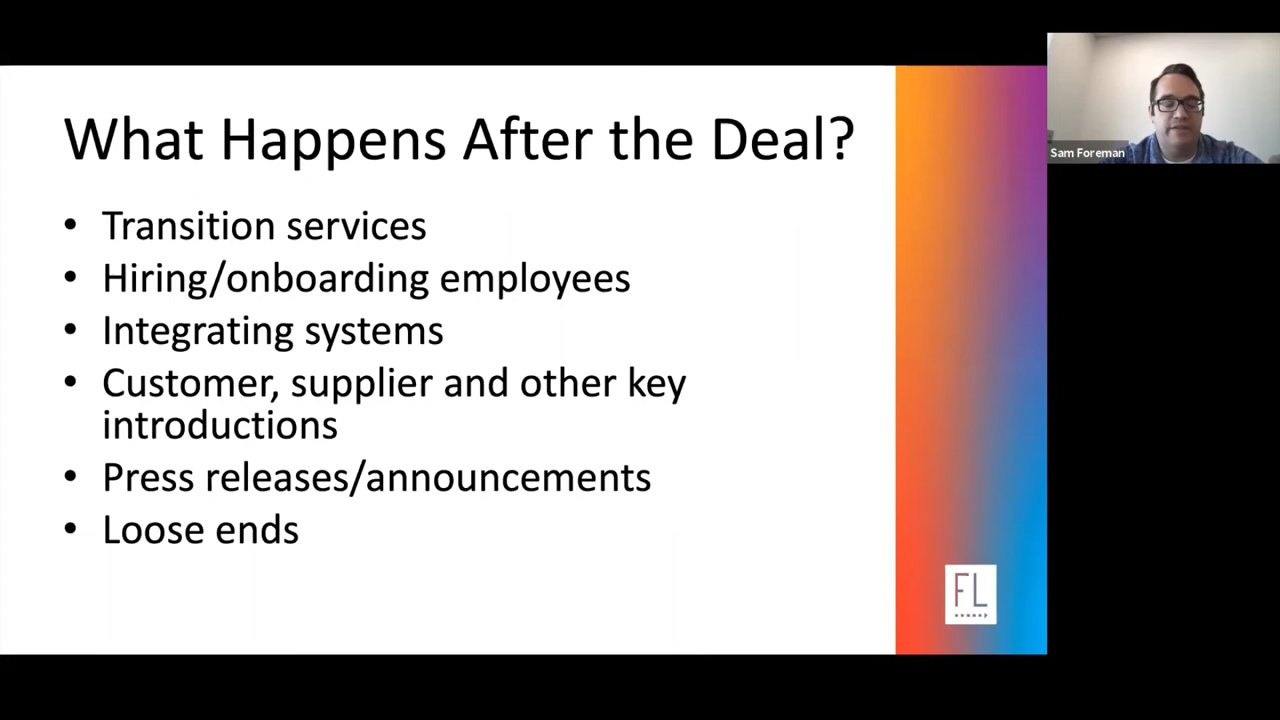 What Happens After the Deal?
• Transition services
• Hiring/onboarding employees
• Integrating systems
• Customer, supplier and other key
introductions
• Press releases/announcements
• Loose ends
Sam Foreman
FL